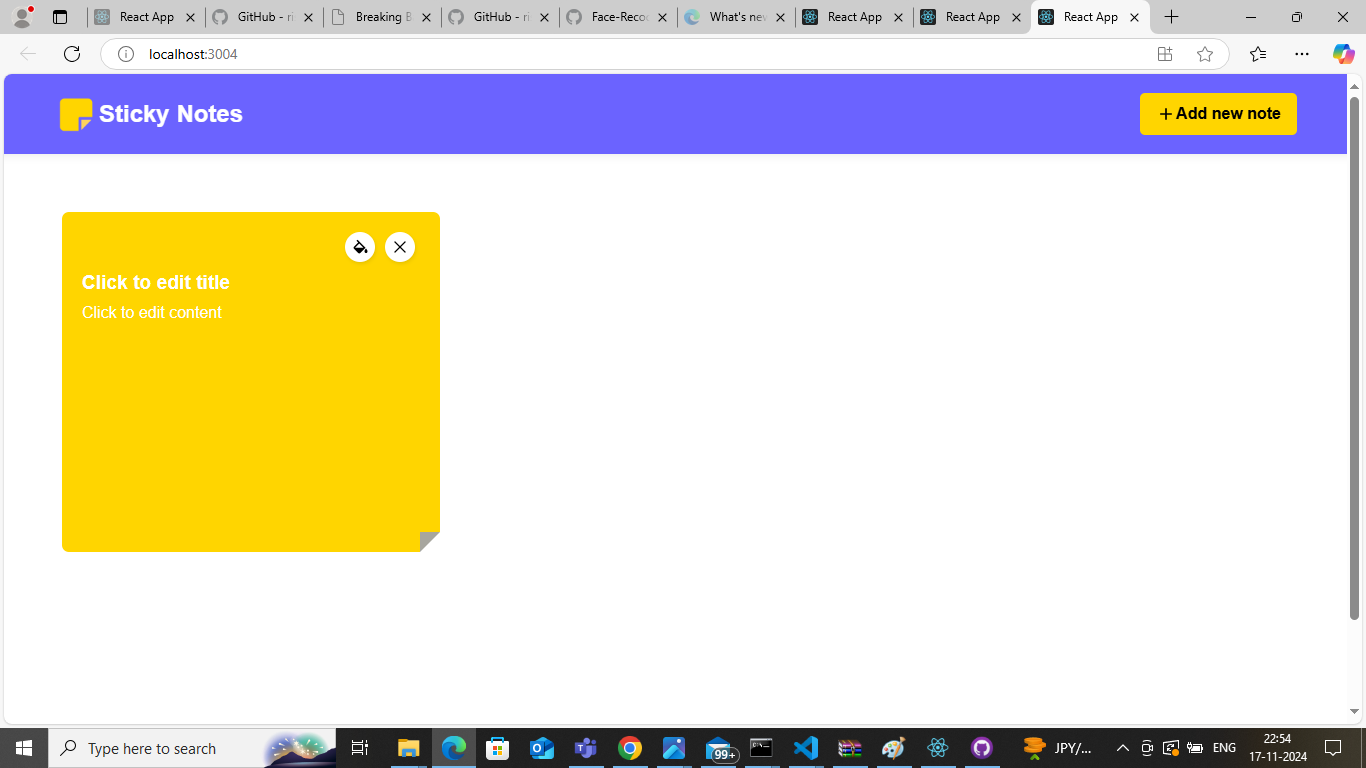 React App
GitHub - ri
Breaking B
GitHub - ri
Face-Reco
What's new
React App
React App
React App
localhost:3004
Sticky Notes
Add new note
Click to edit title
Click to edit content
Type here to search
99+
JPY/...
ENG
22:54
17-11-2024